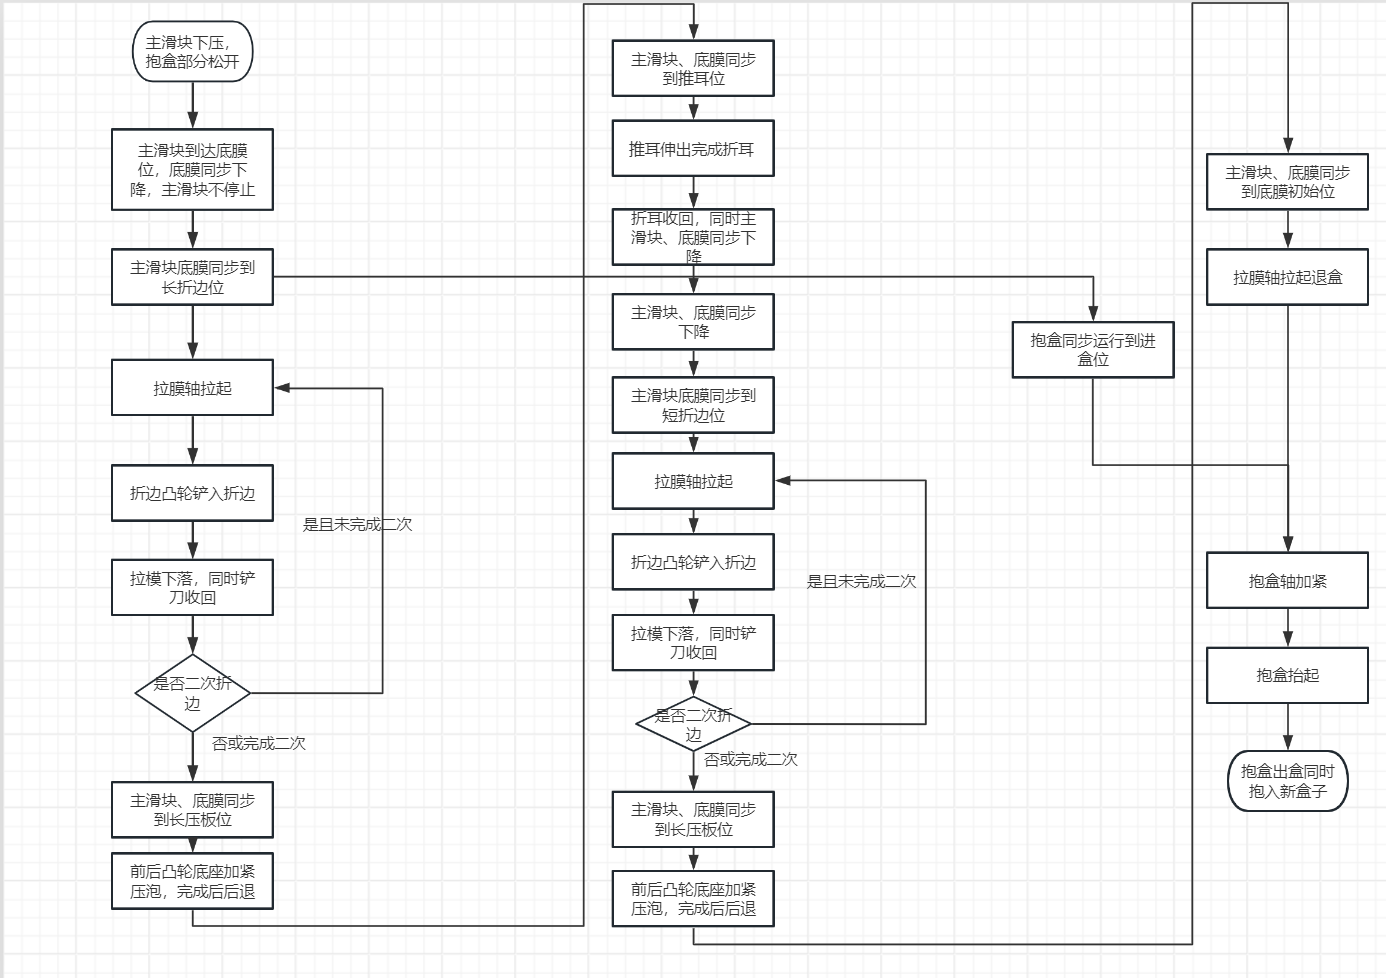 主滑块下压，
抱盒部分松开
主滑块到达底膜
位，底膜同步下
降，主滑块不停止
主滑块底膜同步到
长折边位
拉膜轴拉起
折边凸轮铲入折边
是且未完成二次
拉模下落，同时铲
刀收回
是否二次折
边
否或完成二次
主滑块、底膜同步
到长压板位
前后凸轮底座加紧
压泡，完成后后退
主滑块、底膜同步
到推耳位
推耳伸出完成折耳
折耳收回，同时主
滑块、底膜同步下
降
主滑块、底膜同步
下降
主滑块底膜同步到
短折边位
拉膜轴拉起
折边凸轮铲入折边
是且未完成二次
拉模下落，同时铲
刀收回
是否二次折
边
否或完成二次
主滑块、底膜同步
到长压板位
前后凸轮底座加紧
压泡，完成后后退
抱盒同步运行到进
盒位
主滑块、底膜同步
到底膜初始位
拉膜轴拉起退盒
抱盒轴加紧
抱盒抬起
抱盒出盒同时
抱入新盒子